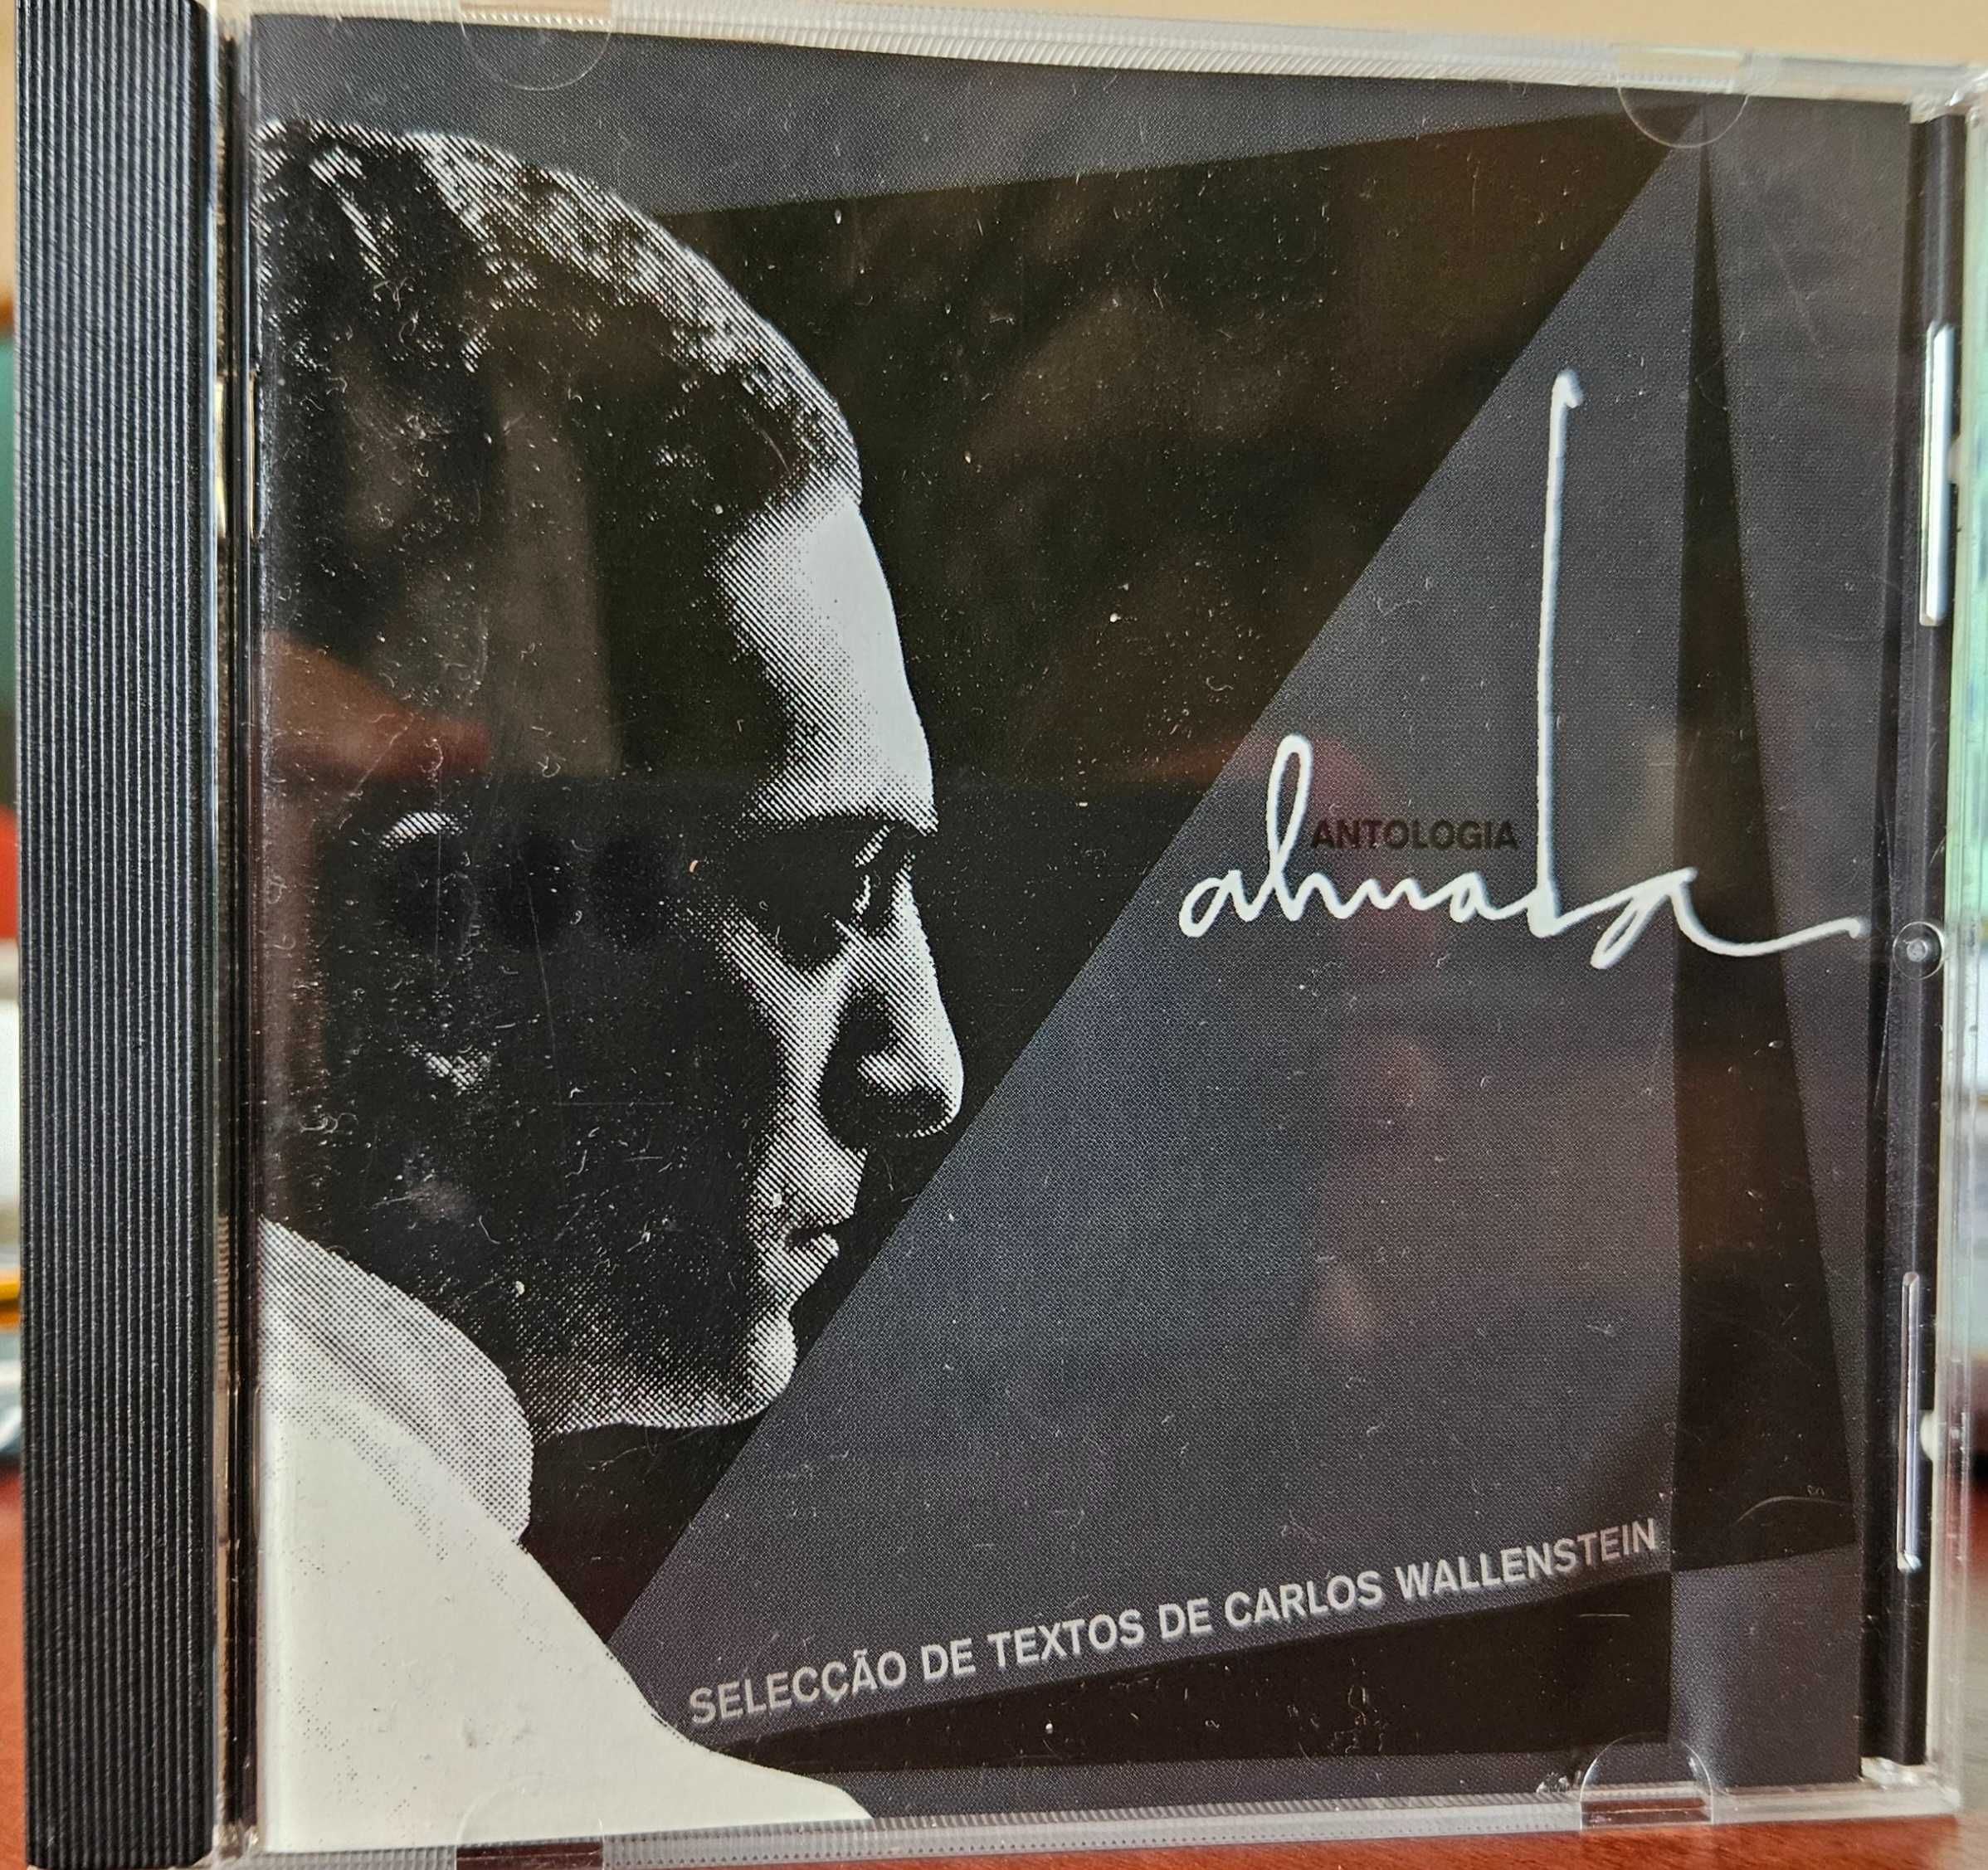 ANTOLOGIA
almada
SELECÇÃO DE TEXTOS DE CARLOS WALLENSTEIN